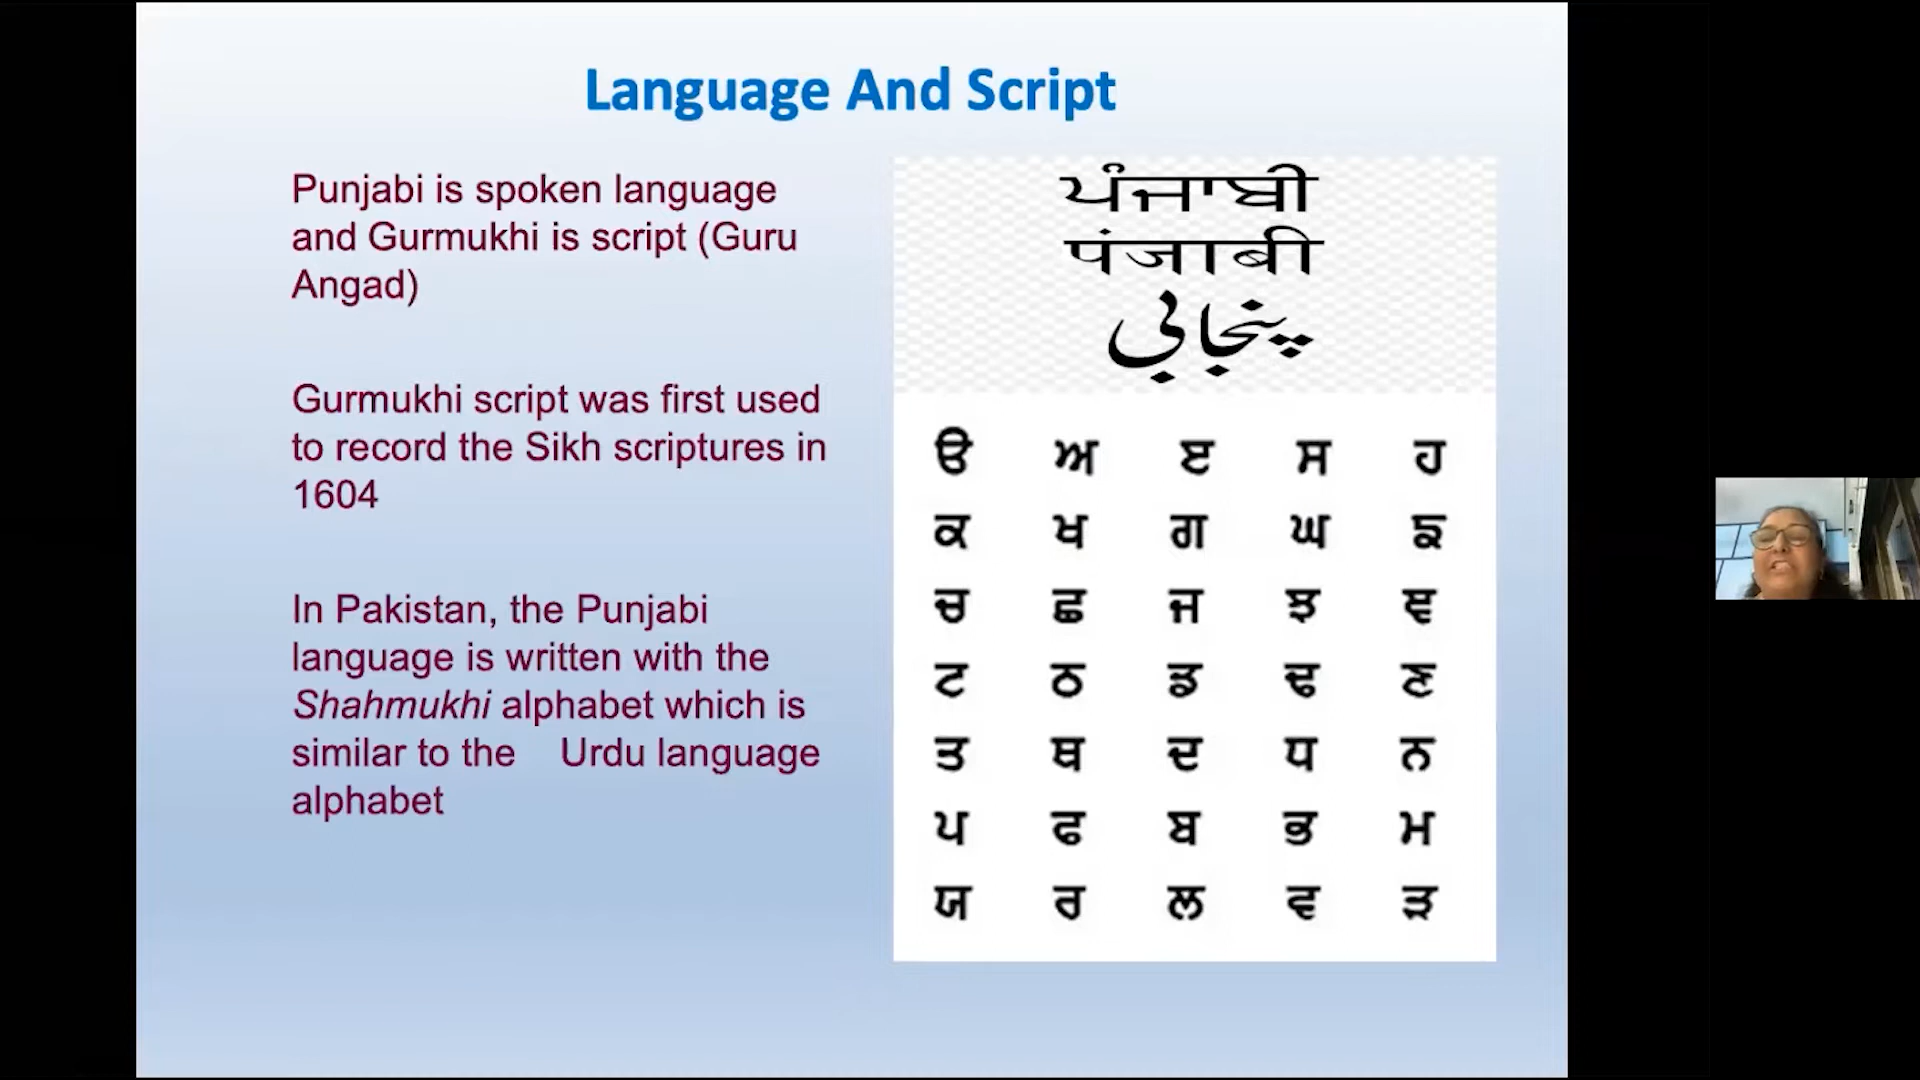 Language And Script
Punjabi is spoken language
and Gurmukhi is script (Guru
Angad)
Gurmukhi script was first used
to record the Sikh scriptures in
1604
In Pakistan, the Punjabi
language is written with the
Shahmukhi alphabet which is
similar to the Urdu language
alphabet
ਪੰਜਾਬੀ
पंजाबी
پنجابی
ੳ ਅ ੲ ਸ ਹ
ਕ ਖ ਗ ਘ ਙ
ਚ ਛ ਜ ਝ ਞ
ਟ ਠ ਡ ਢ ਣ
ਤ ਥ ਦ ਧ ਨ
ਪ ਫ ਬ ਭ ਮ
ਯ ਰ ਲ ਵ ੜ